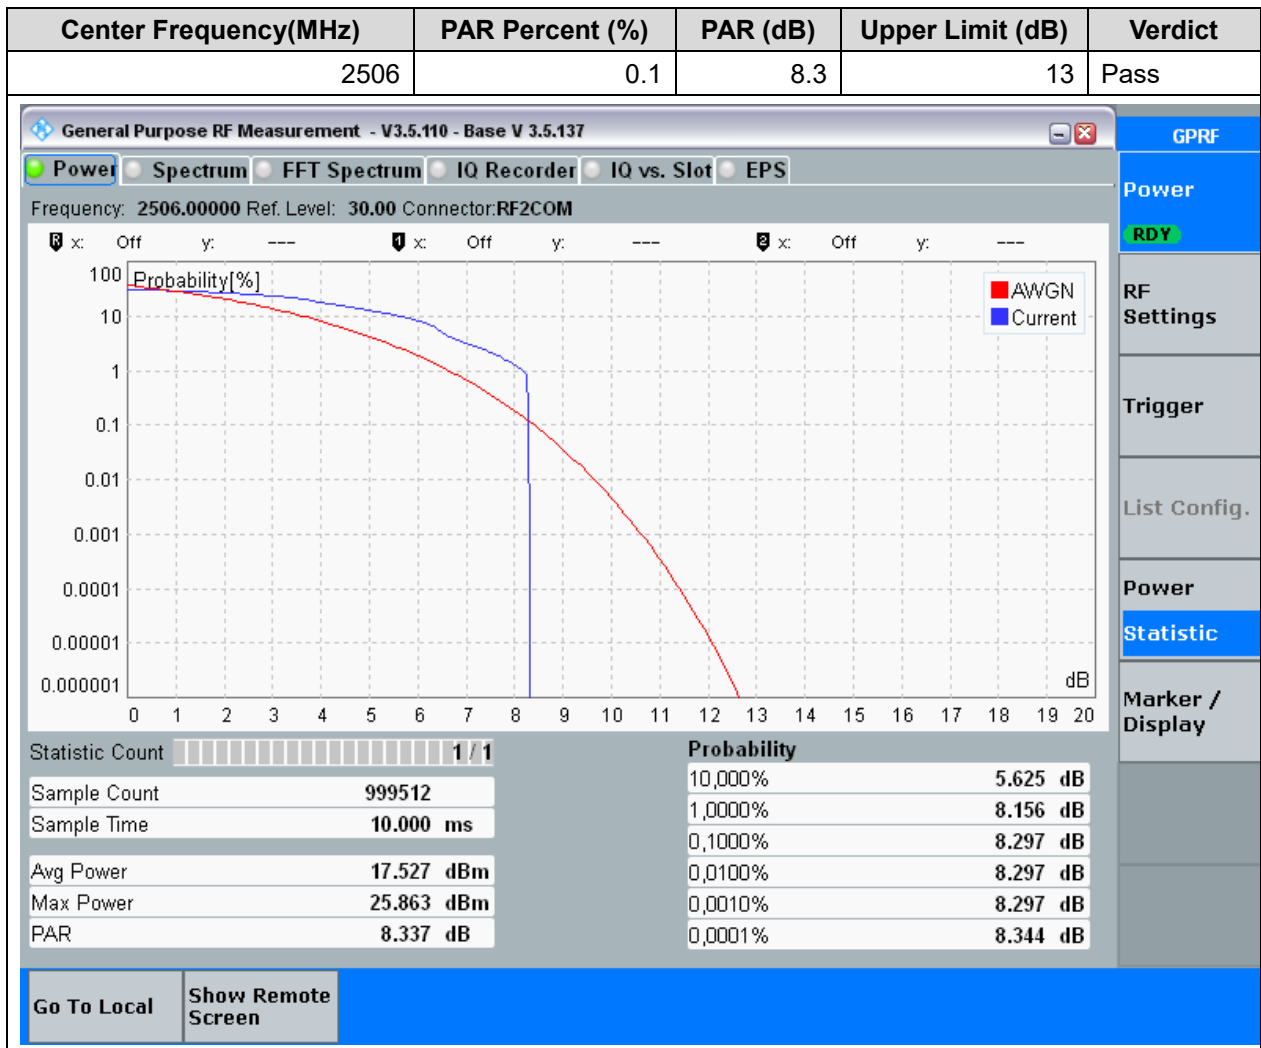 Center Frequency(MHz) PAR Percent (%) PAR (dB) Upper Limit (dB) Verdict
2506 0.1 8.3 13 Pass
General Purpose RF Measurement - V3.5.110 - Base V 3.5.137
GPRF
Power Spectrum FFT Spectrum IQ Recorder IQ vs. Slot EPS
Power
RDY
Frequency: 2506.00000 Ref. Level: 30.00 Connector:RF2COM
R x: Off y: --- 1 x: Off y: --- 2 x: Off y: ---
Probability[%]
100
10
1
0.1
0.01
0.001
0.0001
0.00001
0.000001
AWGN
Current
dB
0 1 2 3 4 5 6 7 8 9 10 11 12 13 14 15 16 17 18 19 20
RF
Settings
Trigger
List Config.
Power
Statistic
Marker /
Display
Statistic Count 1 / 1
Sample Count 999512
Sample Time 10.000 ms
Avg Power 17.527 dBm
Max Power 25.863 dBm
PAR 8.337 dB
Probability
10,000% 5.625 dB
1,0000% 8.156 dB
0,1000% 8.297 dB
0,0100% 8.297 dB
0,0010% 8.297 dB
0,0001% 8.344 dB
Go To Local
Show Remote
Screen